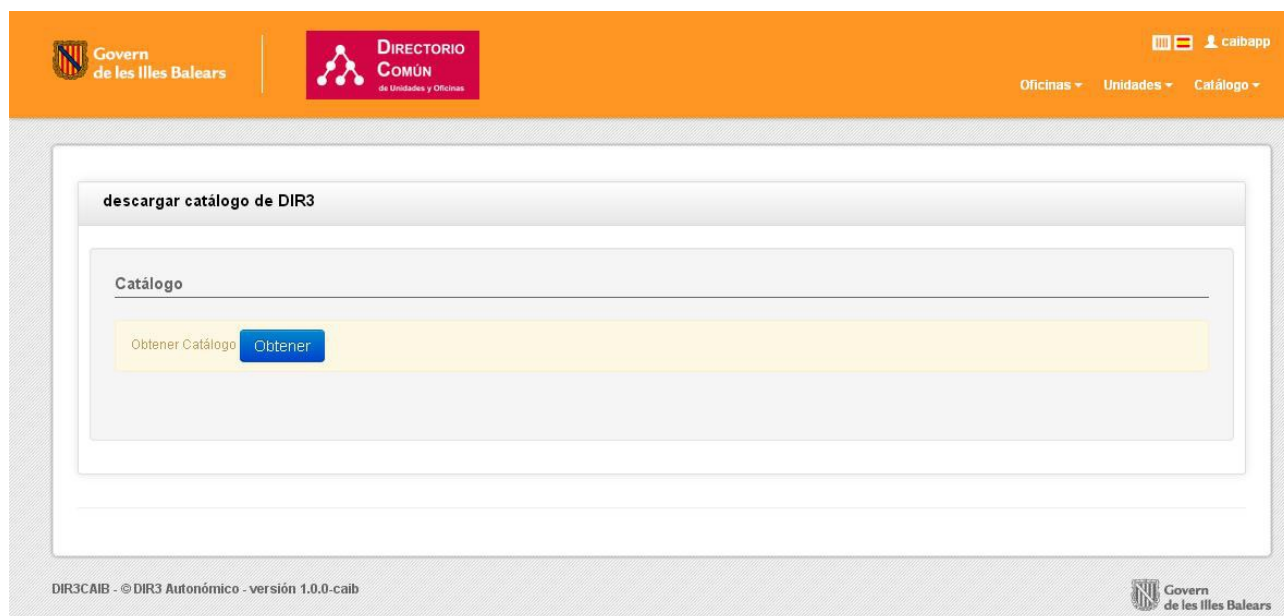 Govern
de les Illes Balears
DIRECTORIO
COMÚN
de Unidades y Oficinas
caibapp
Oficinas
Unidades
Catálogo
descargar catálogo de DIR3
Catálogo
Obtener Catálogo
Obtener
DIR3CAIB - © DIR3 Autonómico - versión 1.0.0-caib
Govern
de les Illes Balears